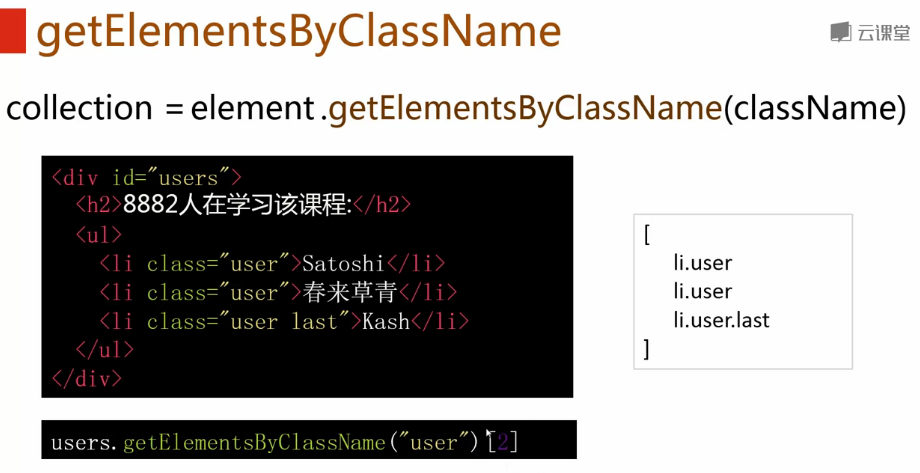 getElementsByClassName
云课堂
collection = element .getElementsByClassName(className)
<div id="users">
<h2>8882人在学习该课程:</h2>
<ul>
<li class="user">Satoshi</li>
<li class="user">春来草青</li>
<li class="user last">Kash</li>
</ul>
</div>
[
li.user
li.user
li.user.last
]
users.getElementsByClassName("user")[2]